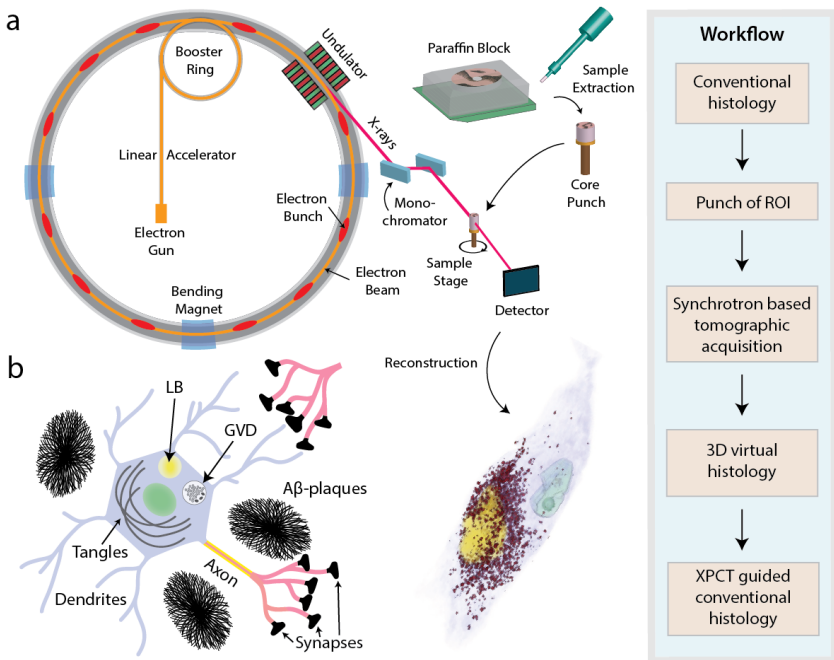 a
Booster
Ring
Undulator
Linear Accelerator
Electron
Gun
Electron
Bunch
Electron
Beam
Bending
Magnet
X-rays
Mono-
chromator
Paraffin Block
Sample
Extraction
Core
Punch
Sample
Stage
Detector
Reconstruction
b
LB
GVD
Aβ-plaques
Tangles
Axon
Dendrites
Synapses
Workflow
Conventional
histology
Punch of ROI
Synchrotron based
tomographic
acquisition
3D virtual
histology
XPCT guided
conventional
histology